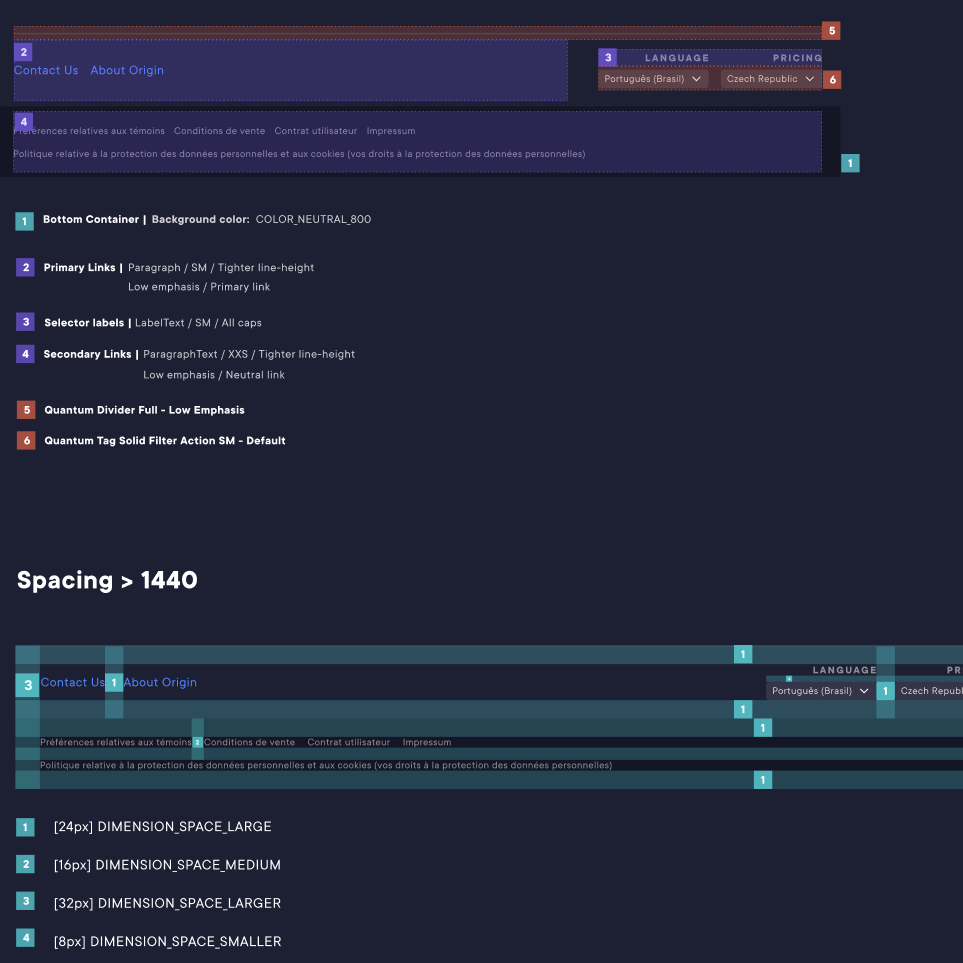 5
2
Contact Us About Origin
3 LANGUAGE PRICING
Português (Brasil) Czech Republic 6
4
Préférences relatives aux témoins Conditions de vente Contrat utilisateur Impressum
Politique relative à la protection des données personnelles et aux cookies (vos droits à la protection des données personnelles)
1
1 Bottom Container | Background color: COLOR_NEUTRAL_800
2 Primary Links | Paragraph / SM / Tighter line-height
Low emphasis / Primary link
3 Selector labels | LabelText / SM / All caps
4 Secondary Links | ParagraphText / XXS / Tighter line-height
Low emphasis / Neutral link
5 Quantum Divider Full - Low Emphasis
6 Quantum Tag Solid Filter Action SM - Default
Spacing > 1440
1
LANGUAGE PR
3 Contact Us 1 About Origin
4
Português (Brasil) 1 Czech Republ
1
1
Préférences relatives aux témoins 2 Conditions de vente Contrat utilisateur Impressum
Politique relative à la protection des données personnelles et aux cookies (vos droits à la protection des données personnelles)
1
1 [24px] DIMENSION_SPACE_LARGE
2 [16px] DIMENSION_SPACE_MEDIUM
3 [32px] DIMENSION_SPACE_LARGER
4 [8px] DIMENSION_SPACE_SMALLER